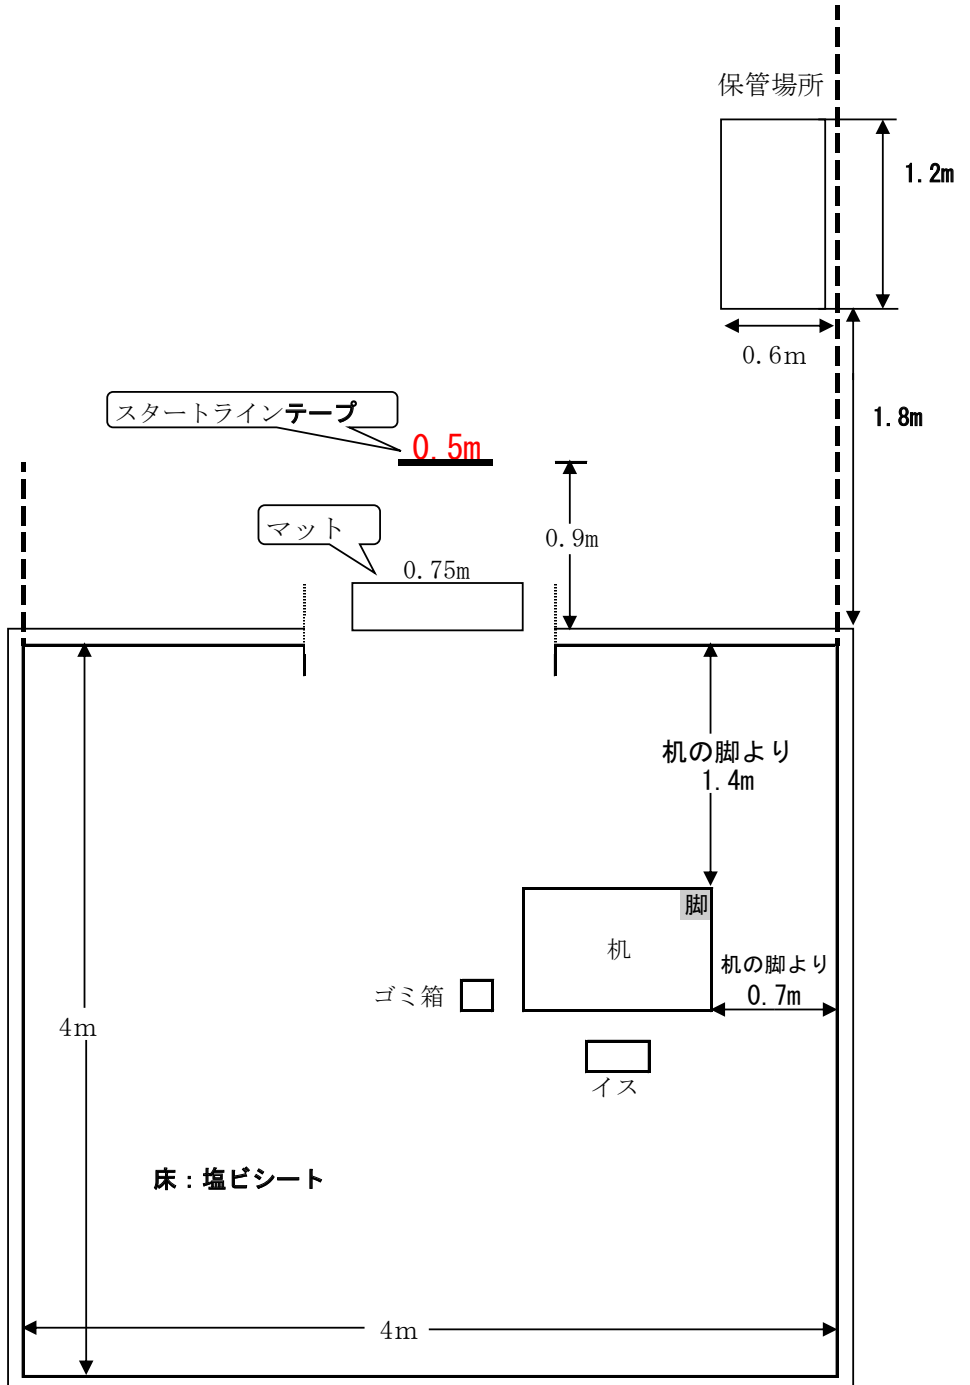 保管場所
1.2m
0.6m
1.8m
スタートラインテープ
0.5m
マット
0.9m
0.75m
机の脚より
1.4m
脚
机
机の脚より
0.7m
ゴミ箱
4m
イス
床：塩ビシート
4m